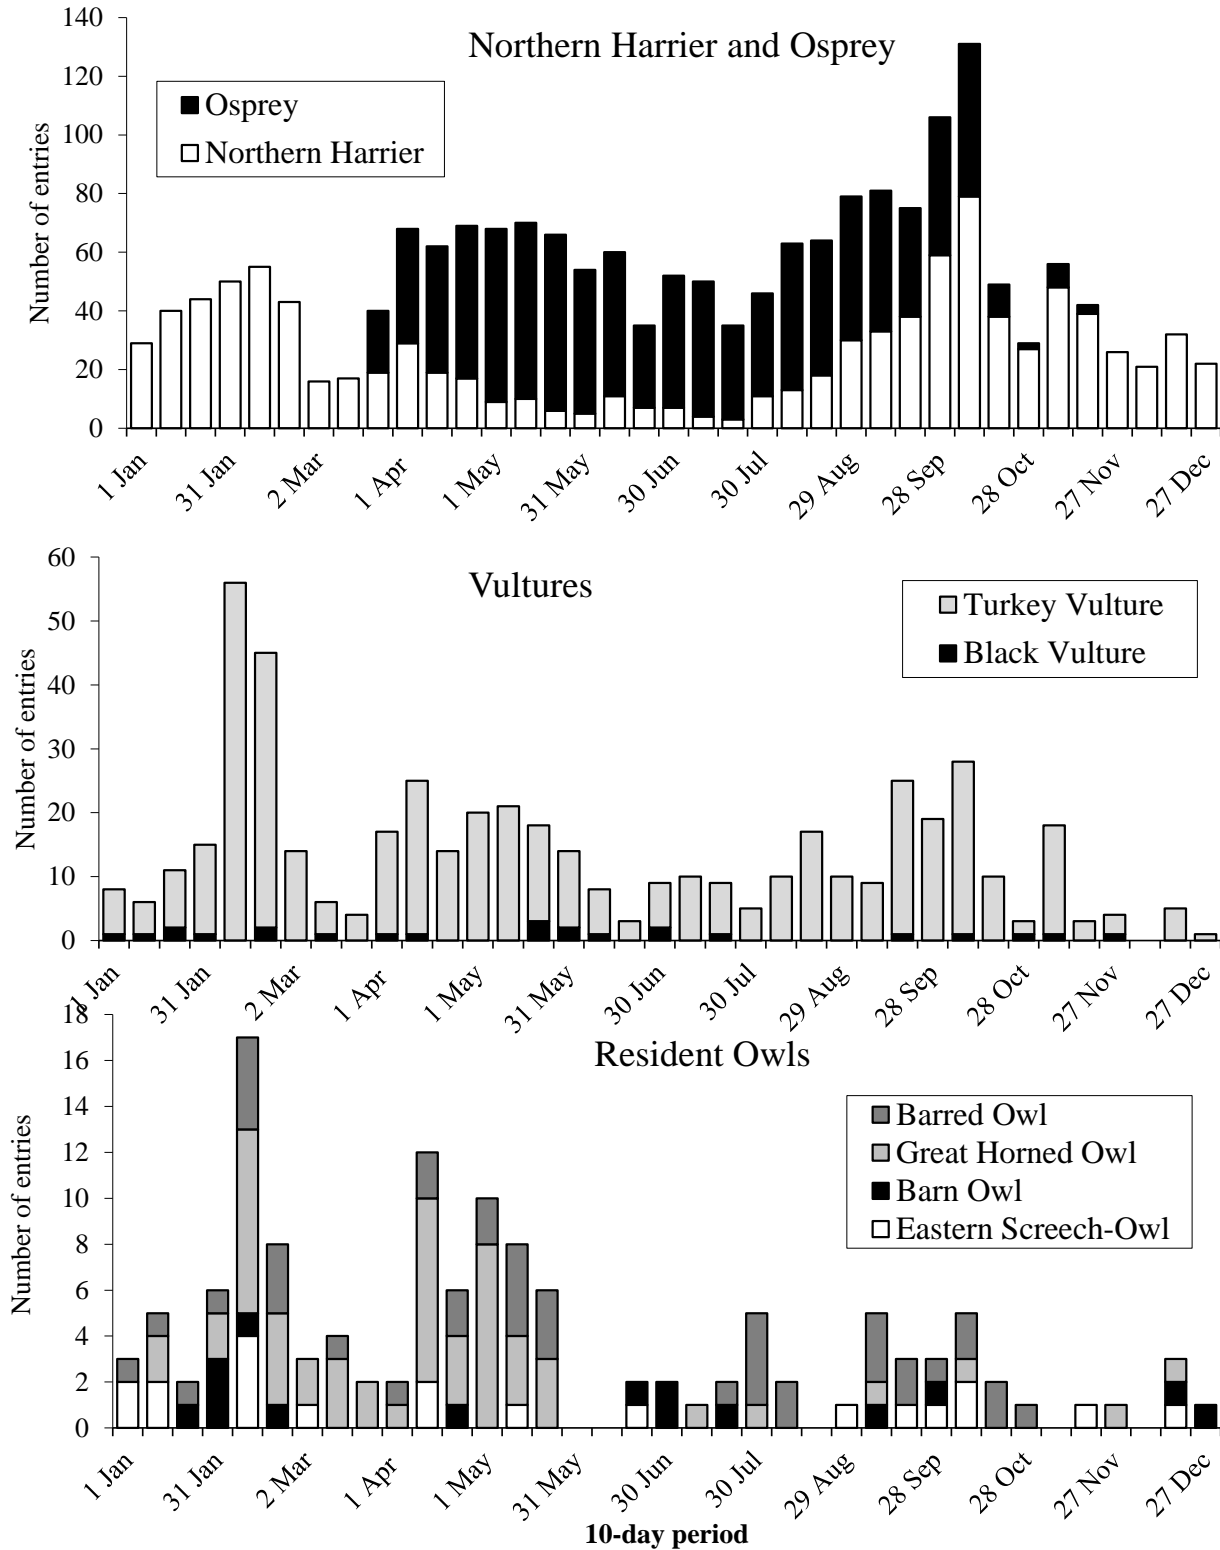 Northern Harrier and Osprey
Number of entries
140
120
100
80
60
40
20
0
Osprey
Northern Harrier
1 Jan
31 Jan
2 Mar
1 Apr
1 May
31 May
30 Jun
30 Jul
29 Aug
28 Sep
28 Oct
27 Nov
27 Dec
Vultures
Number of entries
60
50
40
30
20
10
0
Turkey Vulture
Black Vulture
1 Jan
31 Jan
2 Mar
1 Apr
1 May
31 May
30 Jun
30 Jul
29 Aug
28 Sep
28 Oct
27 Nov
27 Dec
Resident Owls
Number of entries
18
16
14
12
10
8
6
4
2
0
Barred Owl
Great Horned Owl
Barn Owl
Eastern Screech-Owl
1 Jan
31 Jan
2 Mar
1 Apr
1 May
31 May
30 Jun
30 Jul
29 Aug
28 Sep
28 Oct
27 Nov
27 Dec
10-day period